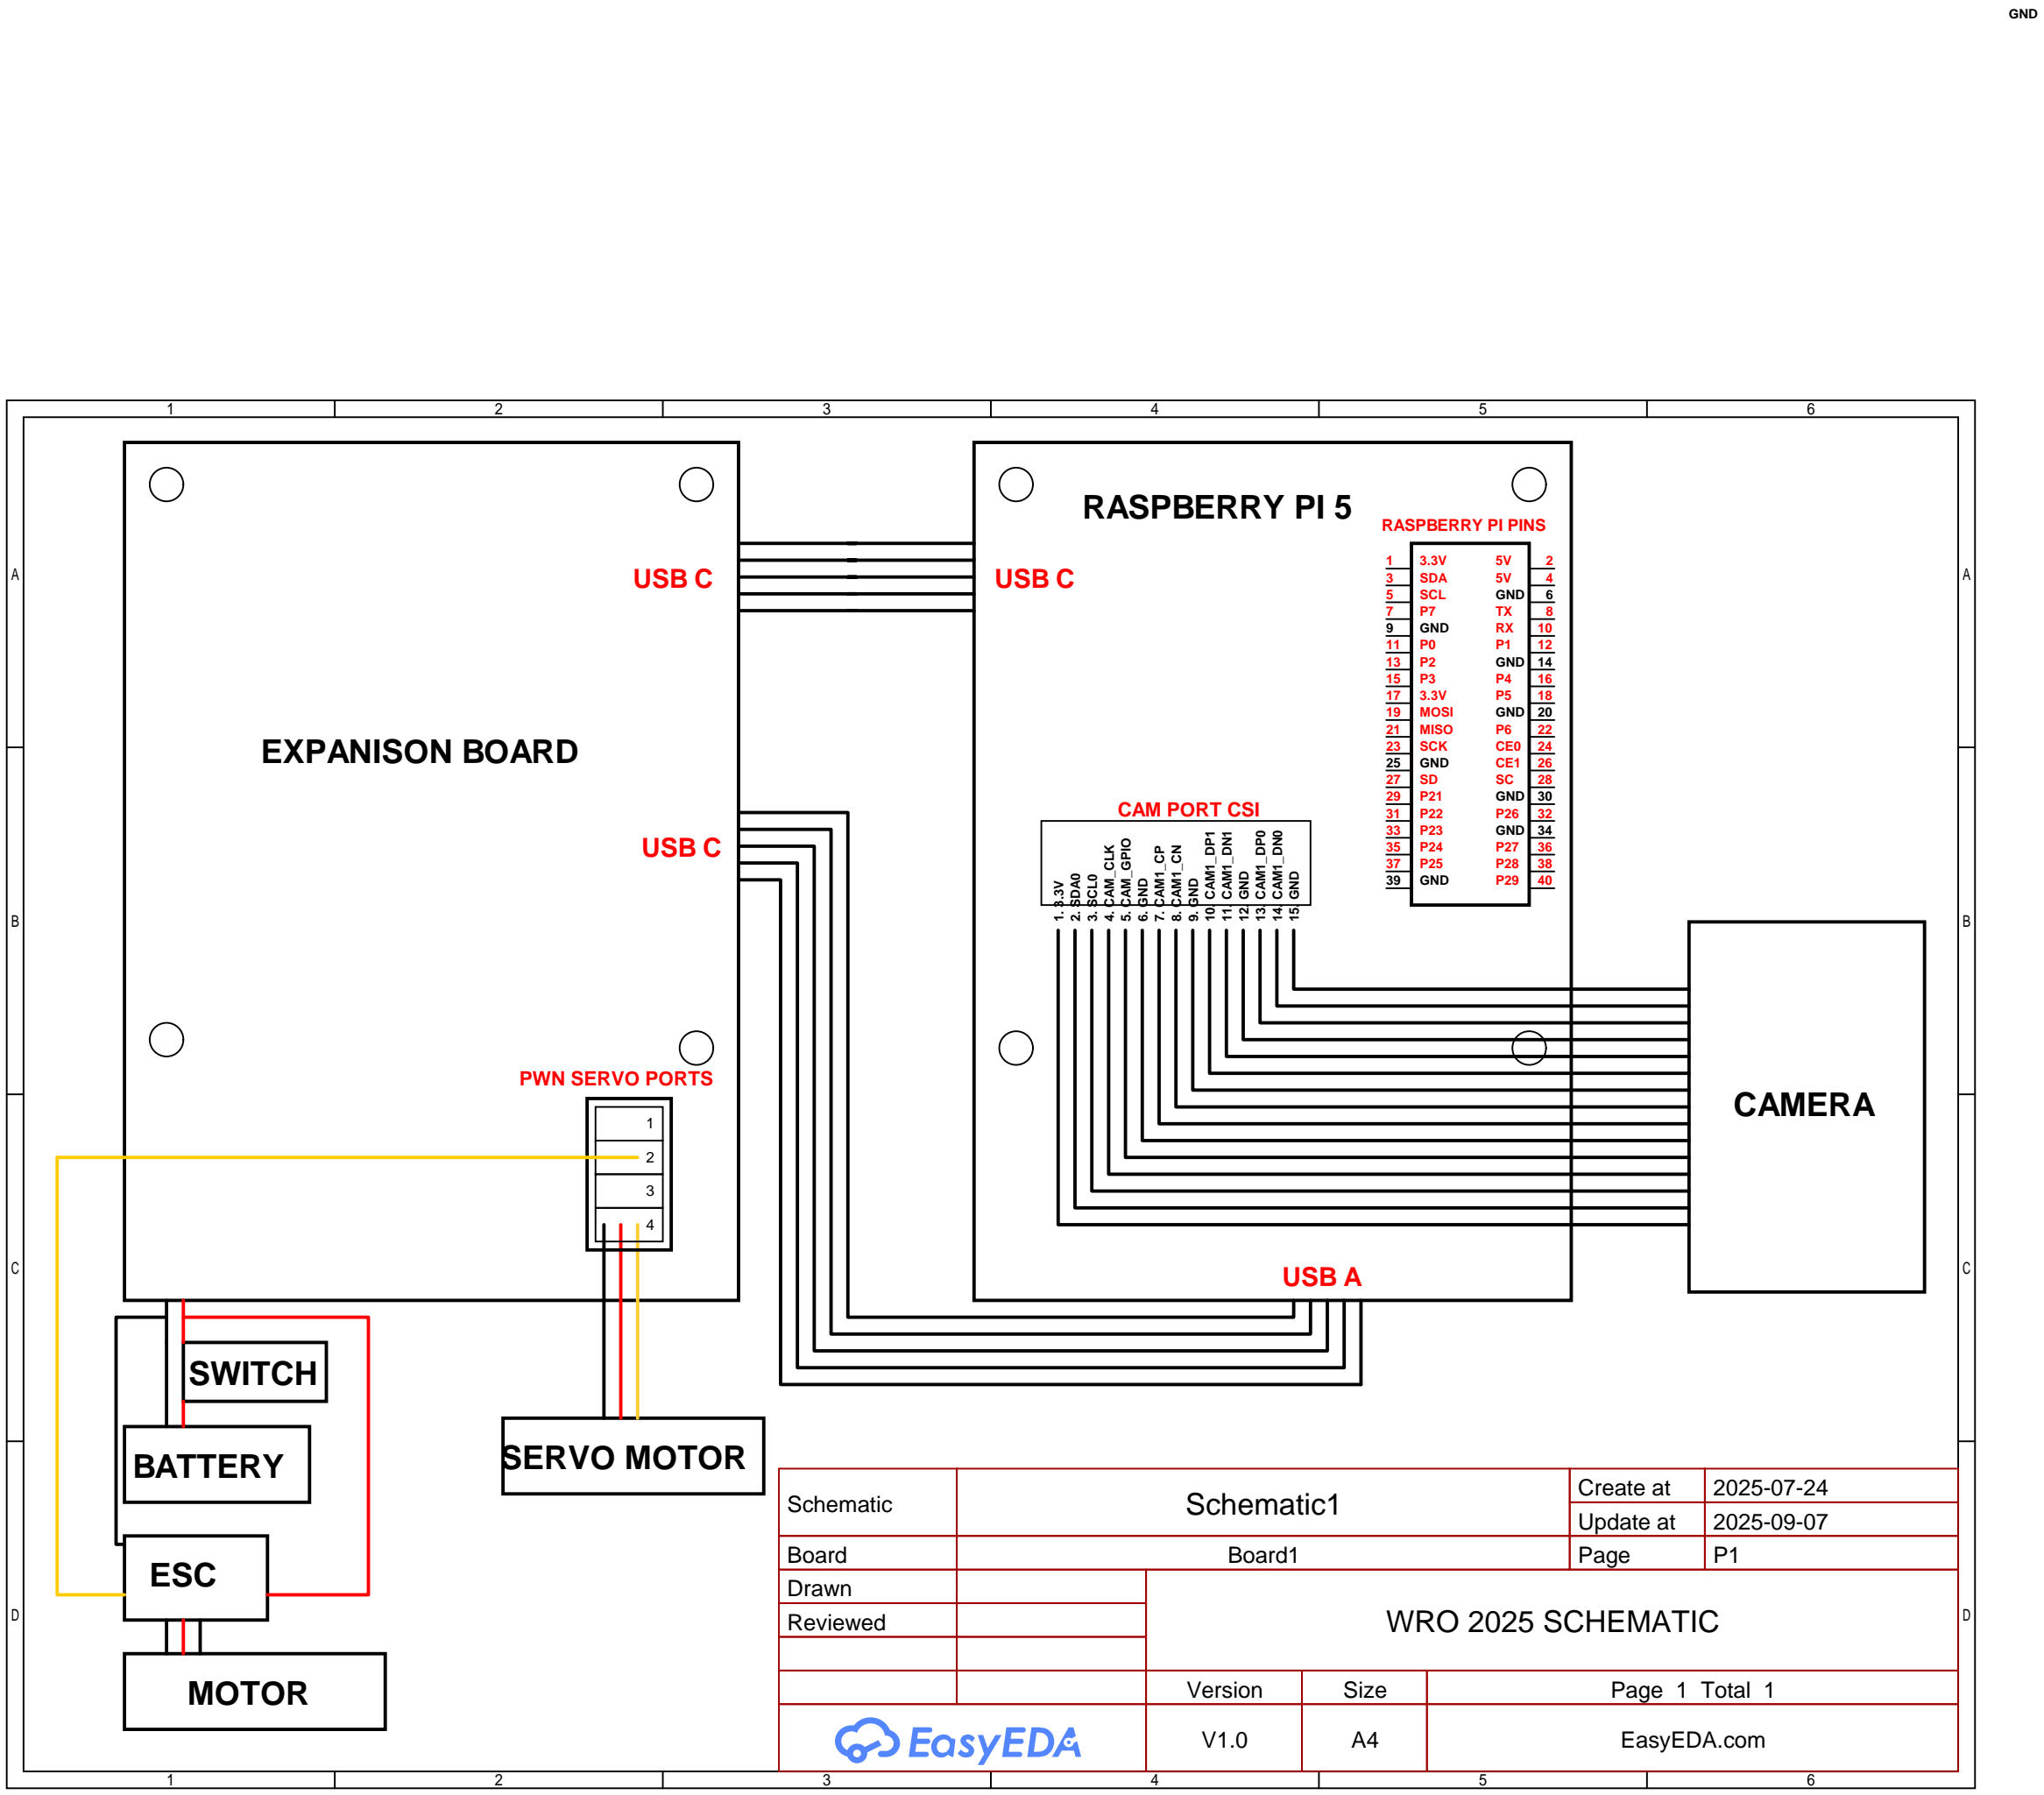 GND
1 2 3 4 5 6
A A
B B
C C
D D
EXPANISON BOARD
USB C
USB C
PWN SERVO PORTS
1
2
3
4
RASPBERRY PI 5
USB C
RASPBERRY PI PINS
1 3.3V 5V 2
3 SDA 5V 4
5 SCL GND 6
7 P7 TX 8
9 GND RX 10
11 P0 P1 12
13 P2 GND 14
15 P3 P4 16
17 3.3V P5 18
19 MOSI GND 20
21 MISO P6 22
23 SCK CE0 24
25 GND CE1 26
27 SD SC 28
29 P21 GND 30
31 P22 P26 32
33 P23 GND 34
35 P24 P27 36
37 P25 P28 38
39 GND P29 40
CAM PORT CSI
1. 3.3V
2. SDA0
3. SCL0
4. CAM_CLK
5. CAM_GPIO
6. GND
7. CAM1_CP
8. CAM1_CN
9. GND
10. CAM1_DP1
11. CAM1_DN1
12. GND
13. CAM1_DP0
14. CAM1_DN0
15. GND
USB A
CAMERA
SWITCH
BATTERY
ESC
MOTOR
SERVO MOTOR
Schematic Schematic1
Create at 2025-07-24
Update at 2025-09-07
Board Board1 Page P1
Drawn
Reviewed
WRO 2025 SCHEMATIC
Version Size Page 1 Total 1
EasyEDA V1.0 A4 EasyEDA.com
1 2 3 4 5 6